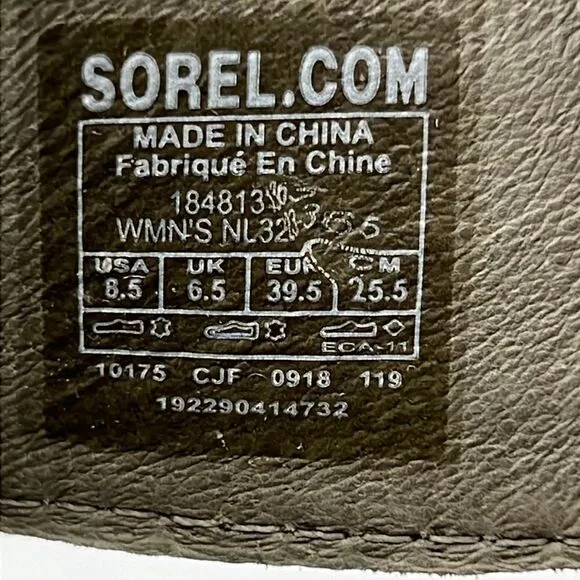 SOREL.COM
MADE IN CHINA
Fabriqué En Chine
184813
WMN'S NL32
USA UK EUR CM
8.5 6.5 39.5 25.5
ECA-11
10175 CJF 0918 119
192290414732